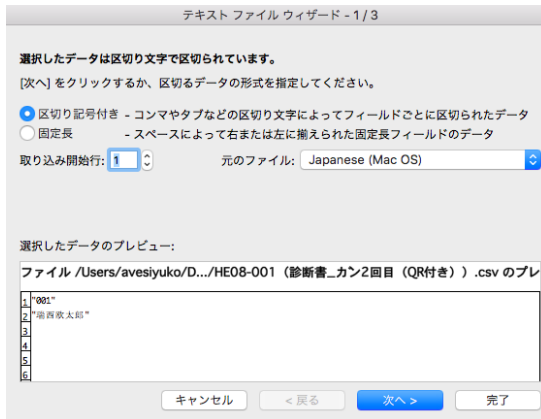 テキスト ファイル ウィザード - 1 / 3
選択したデータは区切り文字で区切られています。
[次へ] をクリックするか、区切るデータの形式を指定してください。
区切り記号付き - コンマやタブなどの区切り文字によってフィールドごとに区切られたデータ
固定長 - スペースによって右または左に揃えられた固定長フィールドのデータ
取り込み開始行: 1 元のファイル: Japanese (Mac OS)
選択したデータのプレビュー:
ファイル /Users/avesiyuko/D.../HE08-001（診断書_カン2回目（QR付き））.csv のプレ
1 "001"
2 "瑞西欧太郎"
3
4
5
6
キャンセル < 戻る 次へ > 完了